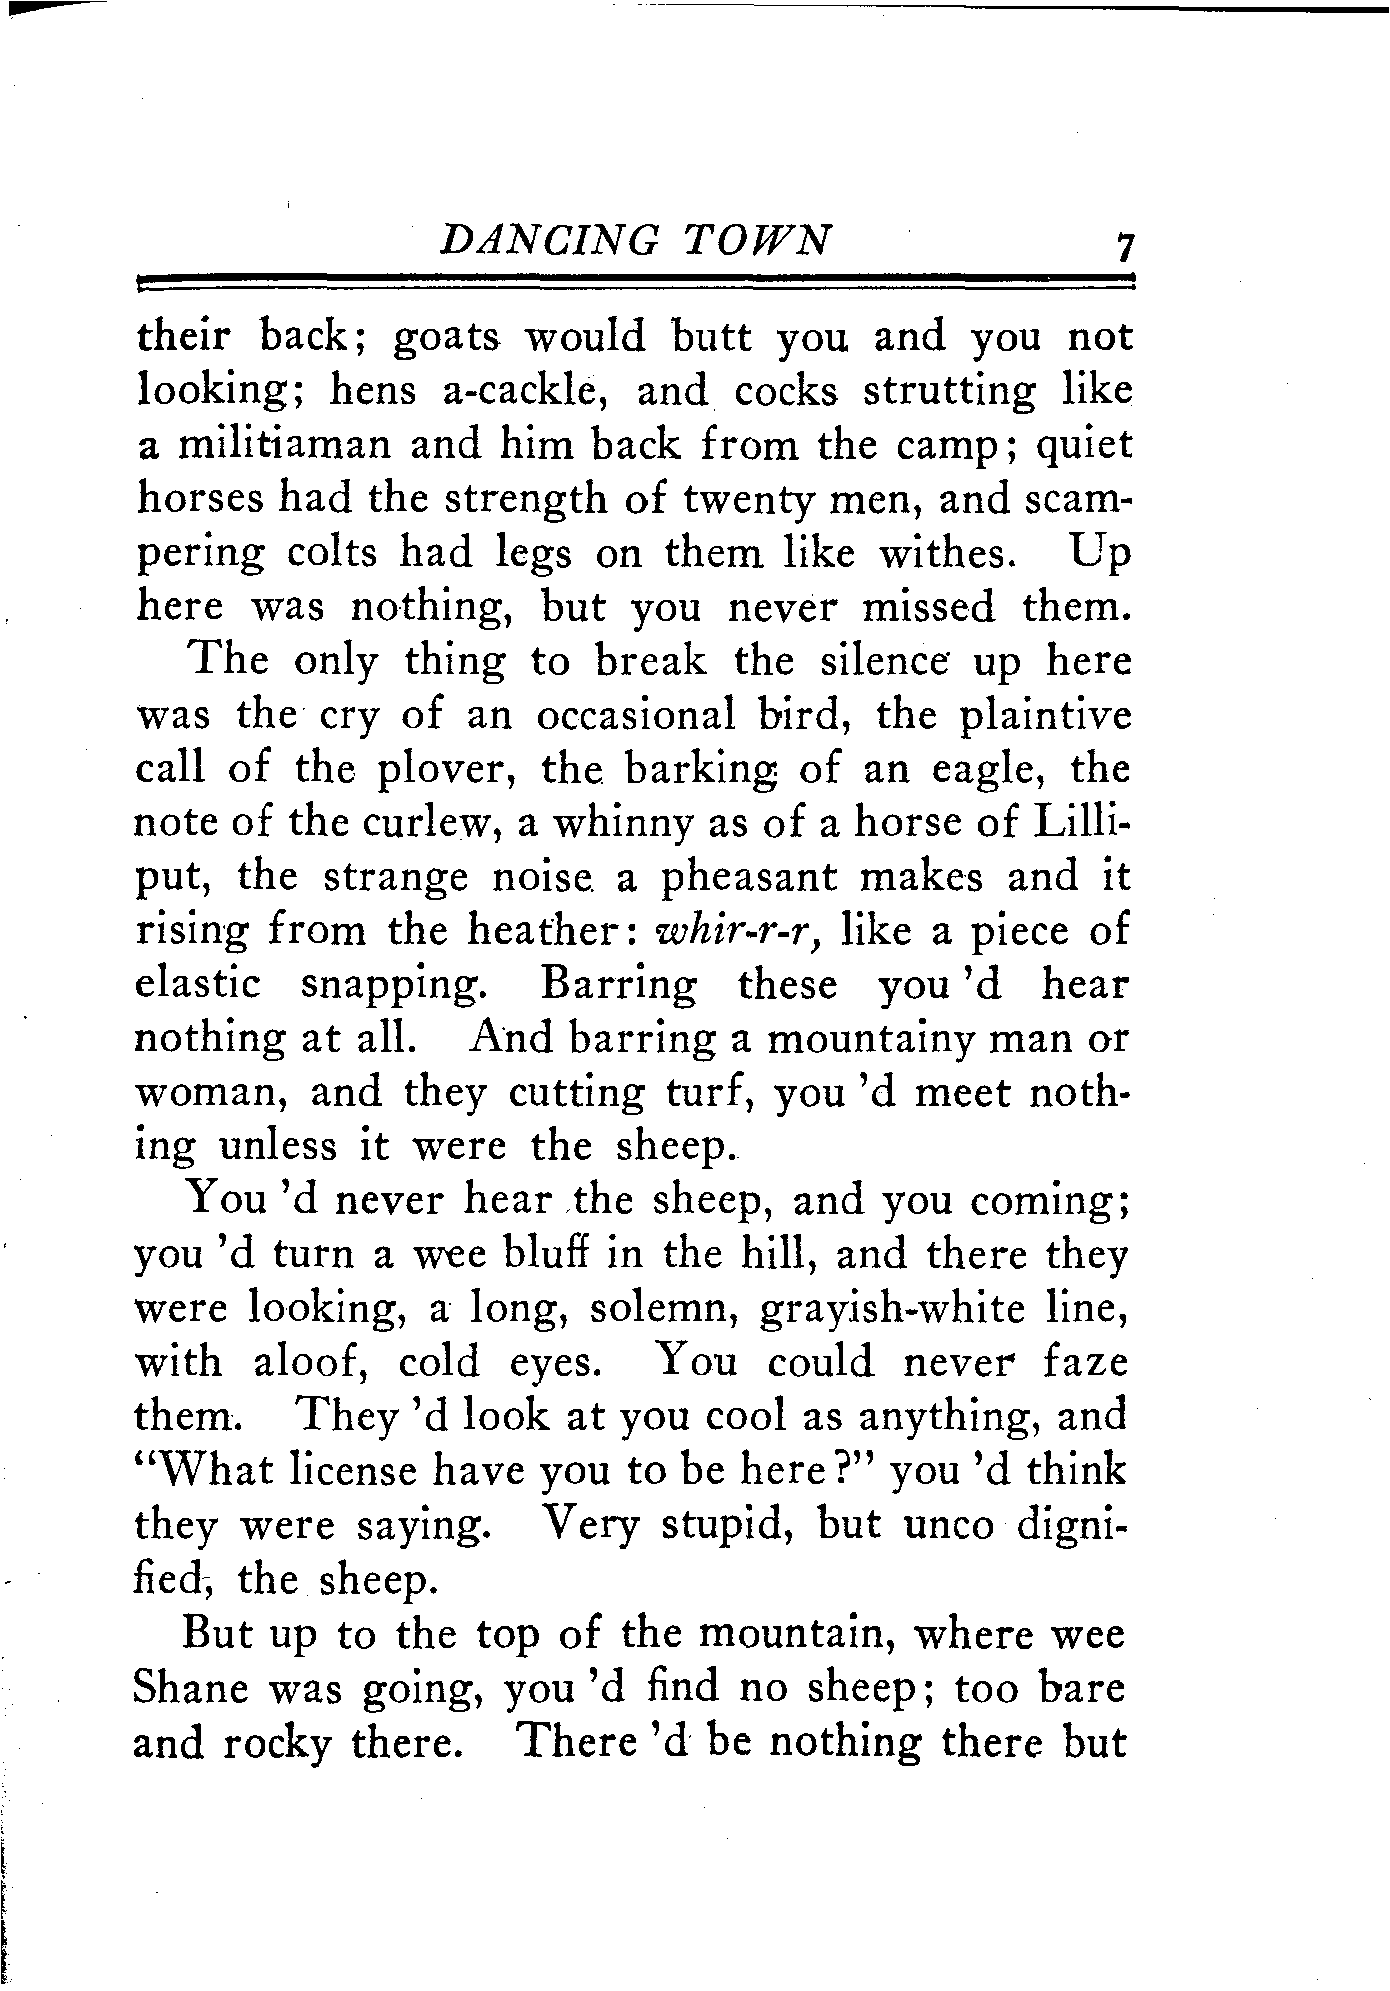 DANCING TOWN 7
their back; goats would butt you and you not
looking; hens a-cackle, and cocks strutting like
a militiaman and him back from the camp; quiet
horses had the strength of twenty men, and scam-
pering colts had legs on them like withes. Up
here was nothing, but you never missed them.
The only thing to break the silence up here
was the cry of an occasional bird, the plaintive
call of the plover, the barking of an eagle, the
note of the curlew, a whinny as of a horse of Lilli-
put, the strange noise a pheasant makes and it
rising from the heather: whir-r-r, like a piece of
elastic snapping. Barring these you 'd hear
nothing at all. And barring a mountainy man or
woman, and they cutting turf, you 'd meet noth-
ing unless it were the sheep.
You 'd never hear the sheep, and you coming;
you 'd turn a wee bluff in the hill, and there they
were looking, a long, solemn, grayish-white line,
with aloof, cold eyes. You could never faze
them. They 'd look at you cool as anything, and
"What license have you to be here?" you 'd think
they were saying. Very stupid, but unco digni-
fied, the sheep.
But up to the top of the mountain, where wee
Shane was going, you 'd find no sheep; too bare
and rocky there. There 'd be nothing there but